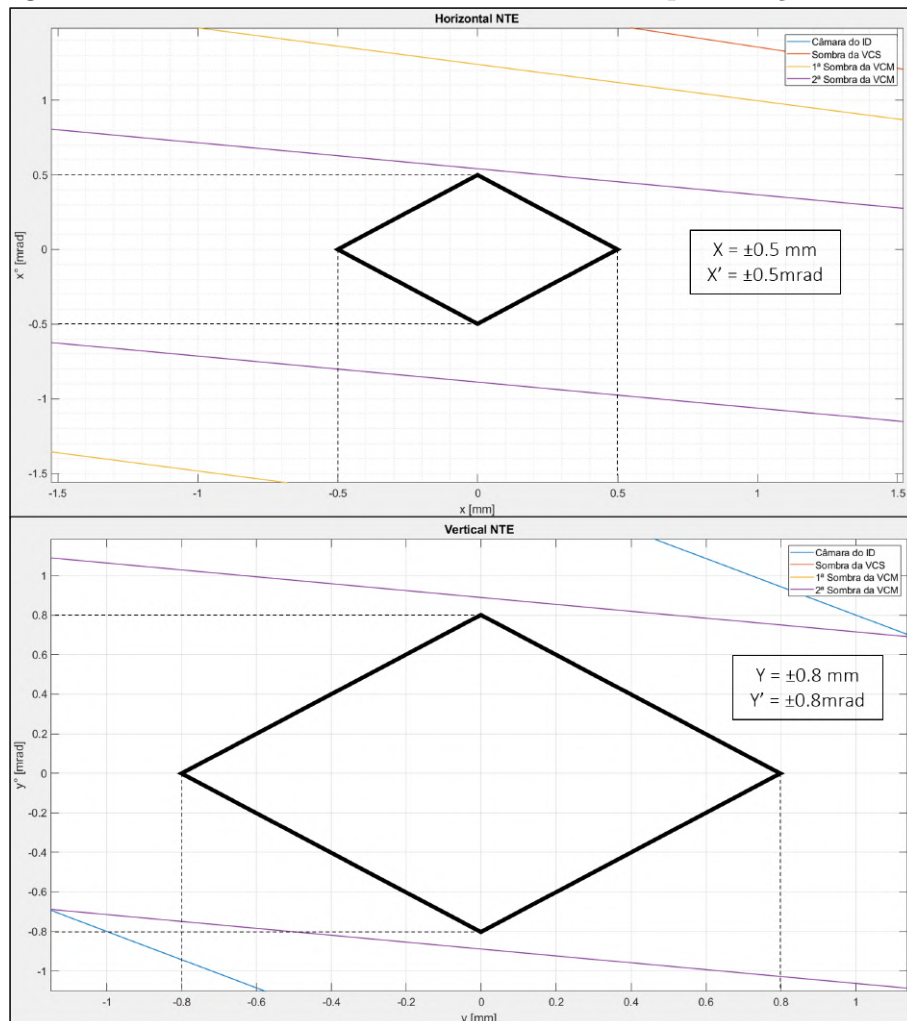 Horizontal NTE
Câmara do ID
Sombra da VCS
1ª Sombra da VCM
2ª Sombra da VCM
1
0.5
0
-0.5
-1
-1.5
x° [mrad]
X = ±0.5 mm
X' = ±0.5mrad
-1.5
-1
-0.5
0
0.5
1
1.5
x [mm]
Vertical NTE
Câmara do ID
Sombra da VCS
1ª Sombra da VCM
2ª Sombra da VCM
1
0.8
0.6
0.4
0.2
0
-0.2
-0.4
-0.6
-0.8
-1
y° [mrad]
Y = ±0.8 mm
Y' = ±0.8mrad
-1
-0.8
-0.6
-0.4
-0.2
0
0.2
0.4
0.6
0.8
1
y [mm]